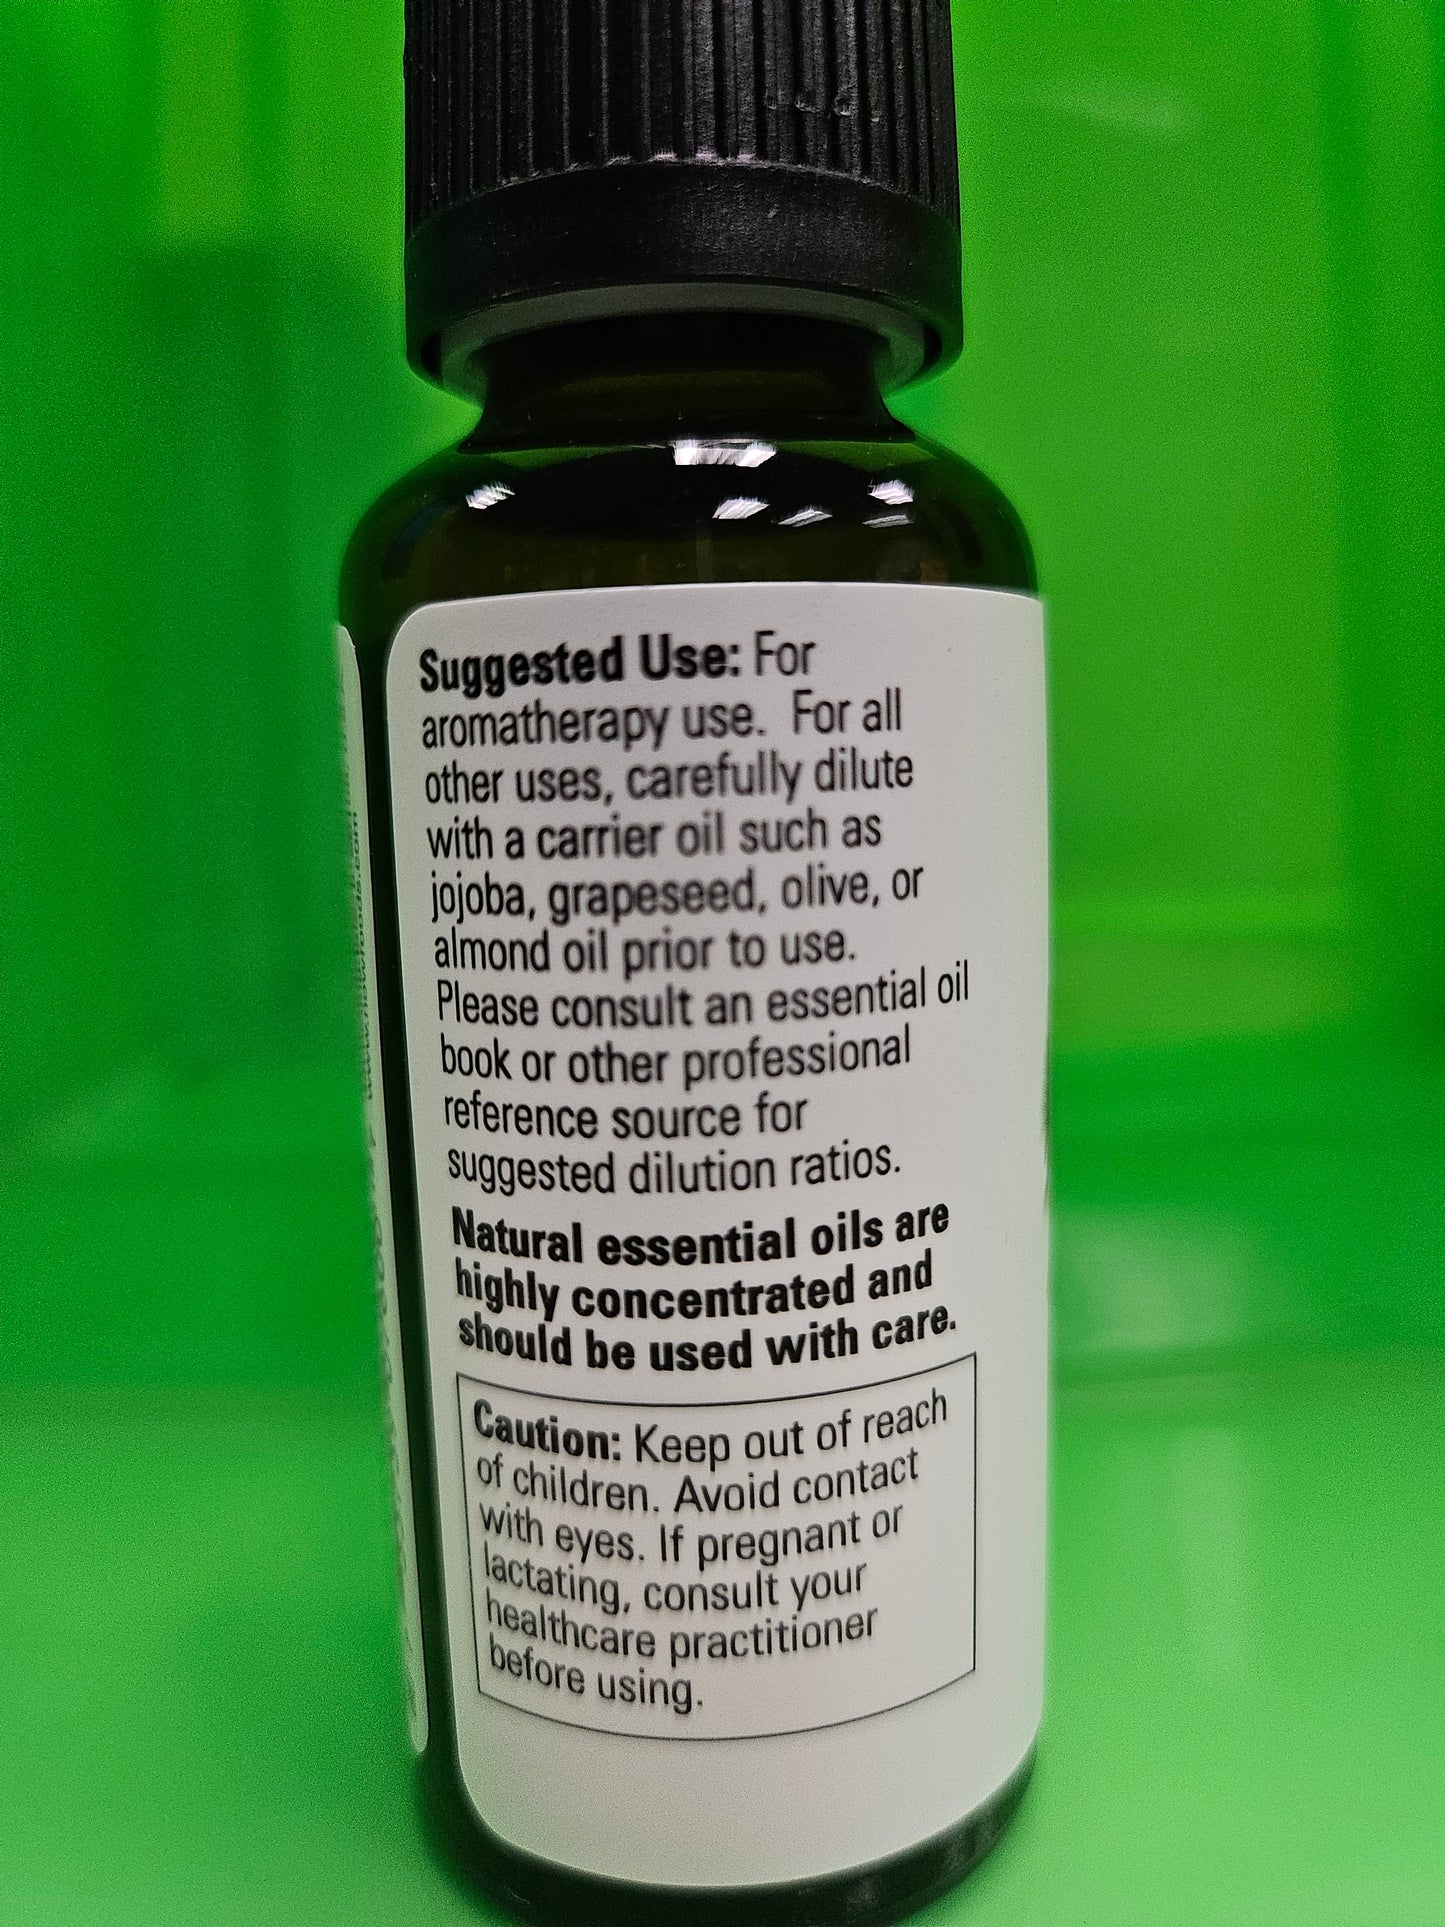 Suggested Use: For
aromatherapy use. For all
other uses, carefully dilute
with a carrier oil such as
jojoba, grapeseed, olive, or
almond oil prior to use.
Please consult an essential oil
book or other professional
reference source for
suggested dilution ratios.
Natural essential oils are
highly concentrated and
should be used with care.
Caution: Keep out of reach
of children. Avoid contact
with eyes. If pregnant or
lactating, consult your
healthcare practitioner
before using.